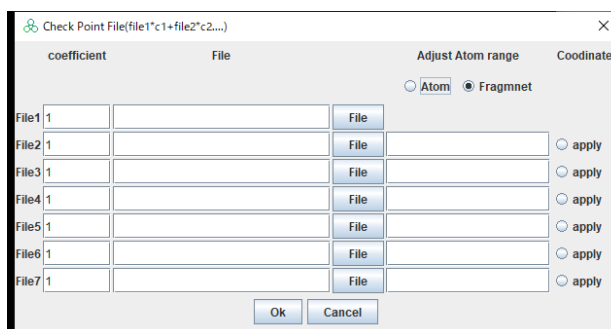 Check Point File(file1*c1+file2*c2....)
coefficient File Adjust Atom range Coodinate
Atom Fragmnet
File1 1 File
File2 1 File apply
File3 1 File apply
File4 1 File apply
File5 1 File apply
File6 1 File apply
File7 1 File apply
Ok Cancel